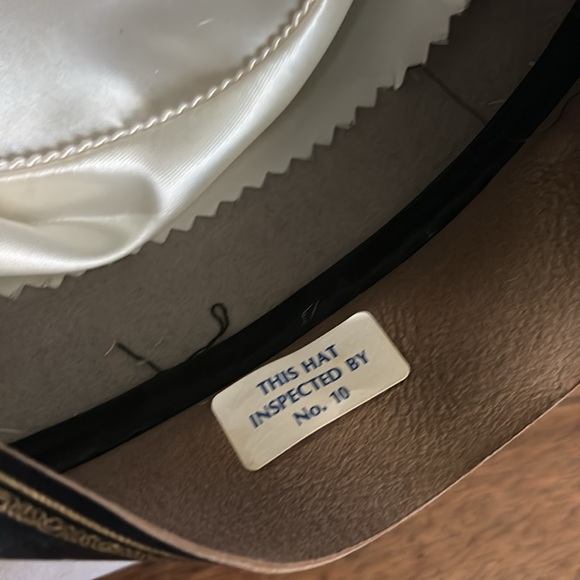 THIS HAT
INSPECTED BY
No. 10